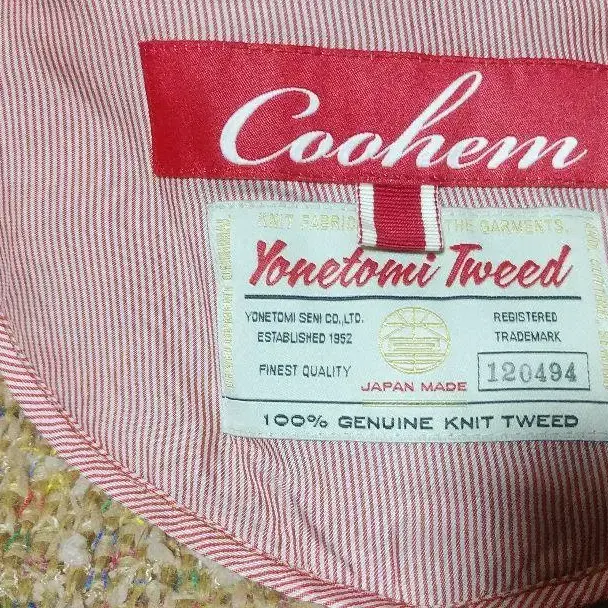 Coohem
KNIT FABRIC THE GARMENTS.
Yonetomi Tweed
YONETOMI SENI CO.,LTD.
ESTABLISHED 1952
FINEST QUALITY
REGISTERED
TRADEMARK
120494
JAPAN MADE
100% GENUINE KNIT TWEED